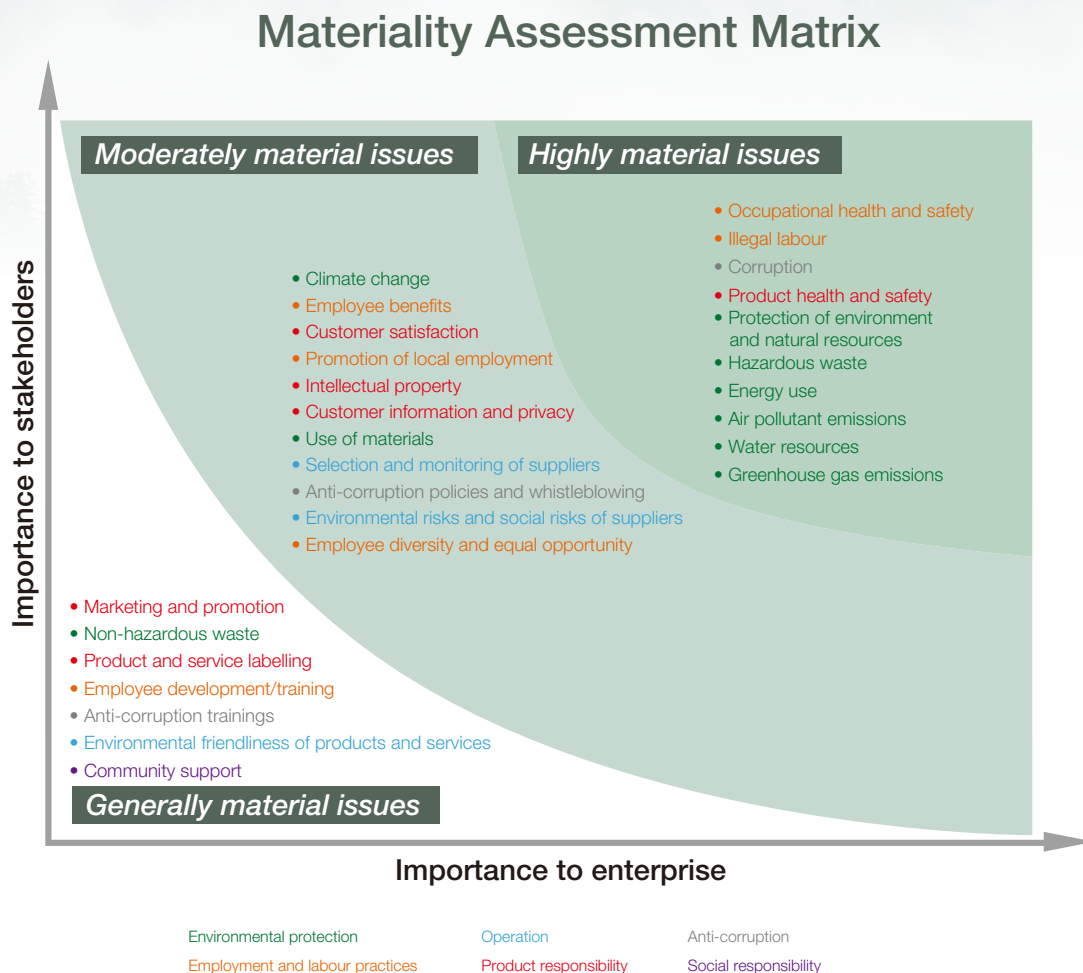 Materiality Assessment Matrix
Importance to stakeholders
Moderately material issues
Highly material issues
• Occupational health and safety
• Illegal labour
• Corruption
• Product health and safety
• Protection of environment
and natural resources
• Hazardous waste
• Energy use
• Air pollutant emissions
• Water resources
• Greenhouse gas emissions
• Climate change
• Employee benefits
• Customer satisfaction
• Promotion of local employment
• Intellectual property
• Customer information and privacy
• Use of materials
• Selection and monitoring of suppliers
• Anti-corruption policies and whistleblowing
• Environmental risks and social risks of suppliers
• Employee diversity and equal opportunity
• Marketing and promotion
• Non-hazardous waste
• Product and service labelling
• Employee development/training
• Anti-corruption trainings
• Environmental friendliness of products and services
• Community support
Generally material issues
Importance to enterprise
Environmental protection
Operation
Anti-corruption
Employment and labour practices
Product responsibility
Social responsibility